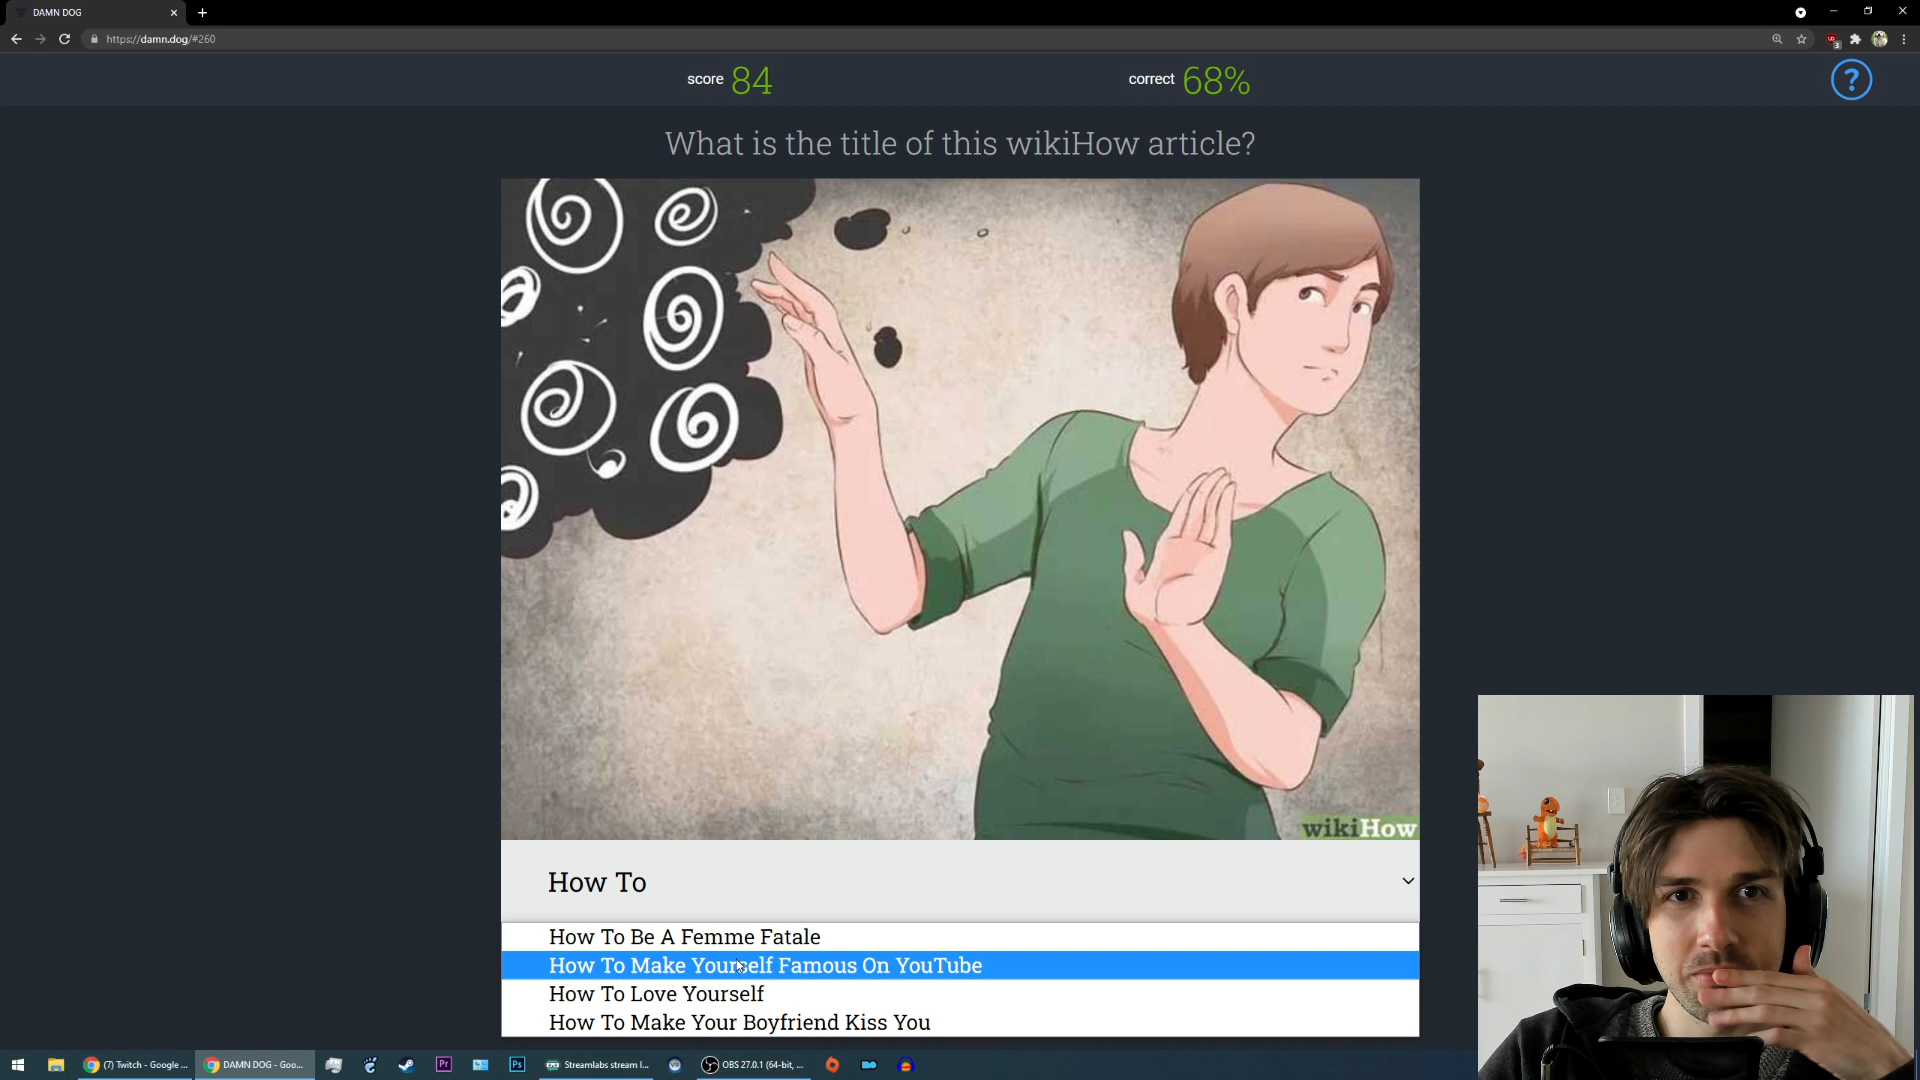 DAMN DOG
https://damn.dog/#260
score 84
correct 68%
?
What is the title of this wikiHow article?
wikiHow
How To
How To Be A Femme Fatale
How To Make Yourself Famous On YouTube
How To Love Yourself
How To Make Your Boyfriend Kiss You
(7) Twitch - Google ...
DAMN DOG - Goo...
Pr
Ps
Streamlabs stream l...
OBS 27.0.1 (64-bit, ...